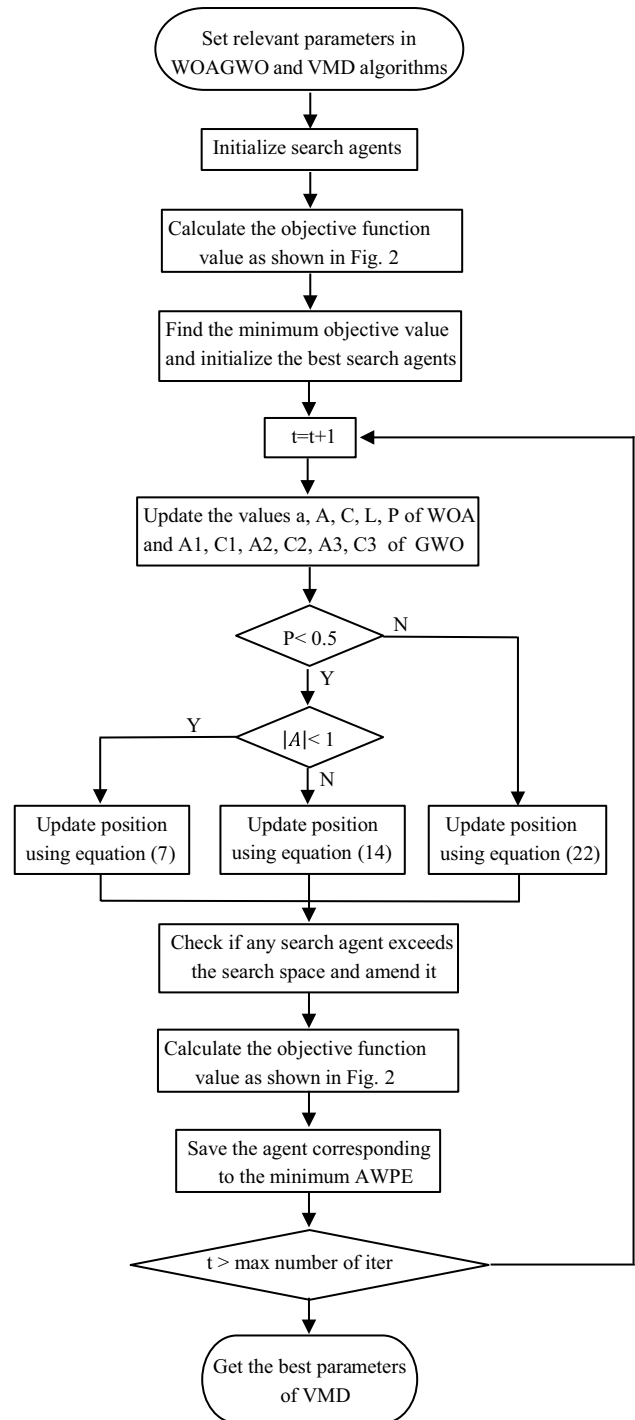 Set relevant parameters in
WOAGWO and VMD algorithms
Initialize search agents
Calculate the objective function
value as shown in Fig. 2
Find the minimum objective value
and initialize the best search agents
t=t+1
Update the values a, A, C, L, P of WOA
and A1, C1, A2, C2, A3, C3 of GWO
P< 0.5
N
Y
Y
|A|< 1
N
Update position
using equation (7)
Update position
using equation (14)
Update position
using equation (22)
Check if any search agent exceeds
the search space and amend it
Calculate the objective function
value as shown in Fig. 2
Save the agent corresponding
to the minimum AWPE
t > max number of iter
Get the best parameters
of VMD